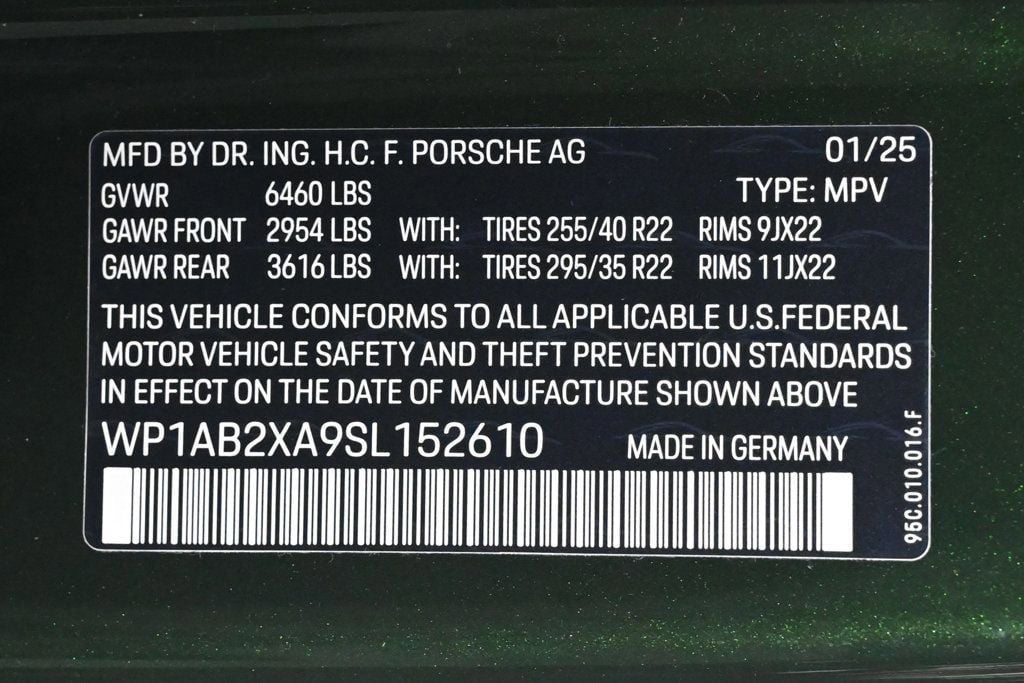 MFD BY DR. ING. H.C. F. PORSCHE AG 01/25
GVWR 6460 LBS TYPE: MPV
GAWR FRONT 2954 LBS WITH: TIRES 255/40 R22 RIMS 9JX22
GAWR REAR 3616 LBS WITH: TIRES 295/35 R22 RIMS 11JX22
THIS VEHICLE CONFORMS TO ALL APPLICABLE U.S.FEDERAL
MOTOR VEHICLE SAFETY AND THEFT PREVENTION STANDARDS
IN EFFECT ON THE DATE OF MANUFACTURE SHOWN ABOVE
WP1AB2XA9SL152610 MADE IN GERMANY
95C.010.016.F